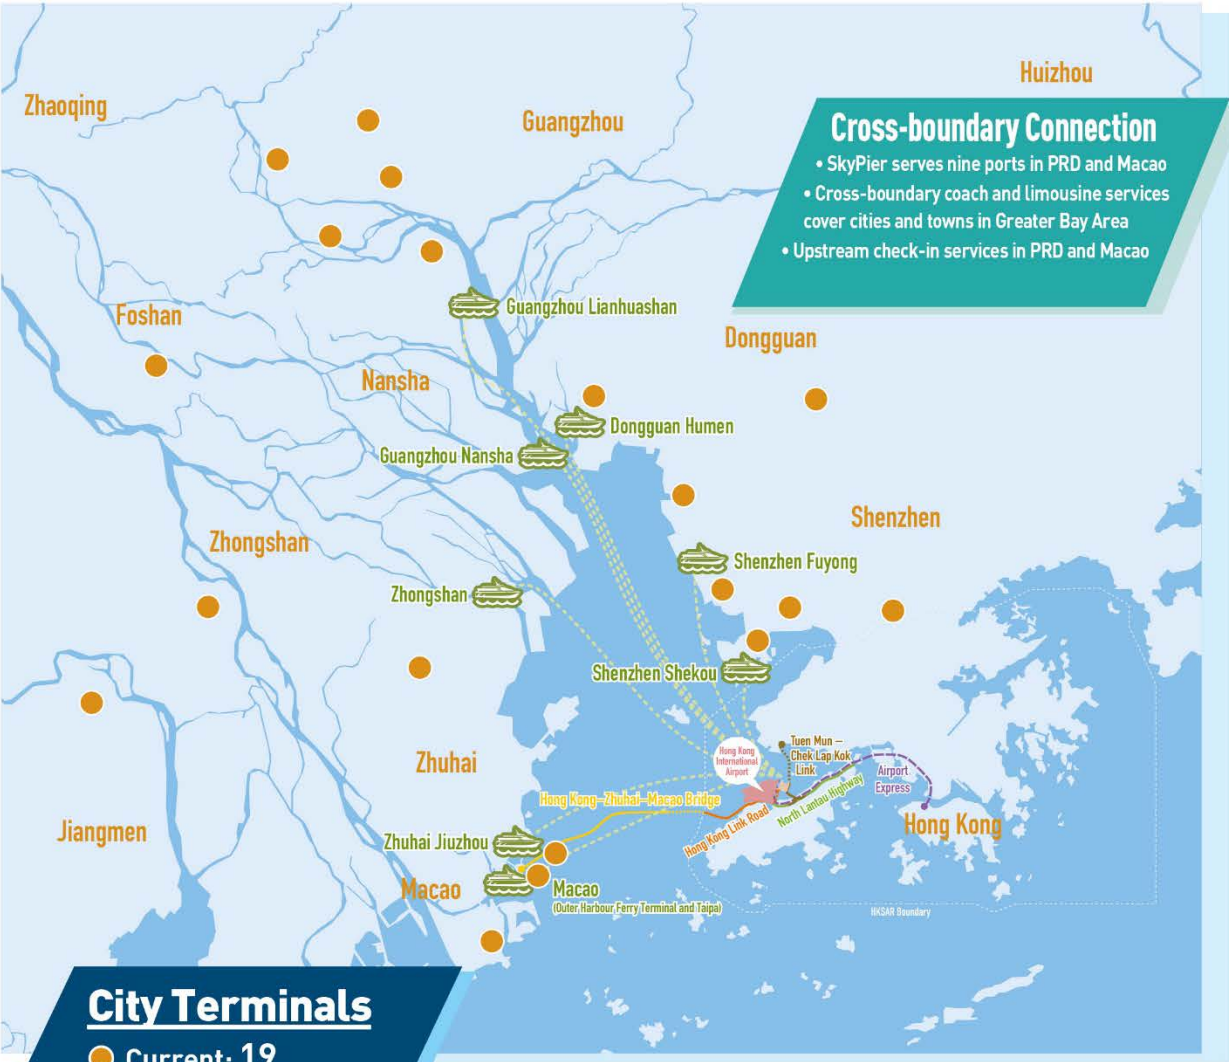 Huizhou
Zhaoqing
Guangzhou
Cross-boundary Connection
• SkyPier serves nine ports in PRD and Macao
• Cross-boundary coach and limousine services
cover cities and towns in Greater Bay Area
• Upstream check-in services in PRD and Macao
Guangzhou Lianhuashan
Foshan
Dongguan
Nansha
Dongguan Humen
Guangzhou Nansha
Shenzhen
Zhongshan
Shenzhen Fuyong
Zhongshan
Shenzhen Shekou
Hong Kong
International
Airport
Tuen Mun –
Chek Lap Kok
Link
Zhuhai
Airport
Express
Hong Kong–Zhuhai–Macao Bridge
North Lantau Highway
Hong Kong Link Road
Jiangmen
Hong Kong
Zhuhai Jiuzhou
Macao
Macao
(Outer Harbour Ferry Terminal and Taipa)
HKSAR Boundary
City Terminals
Current: 19